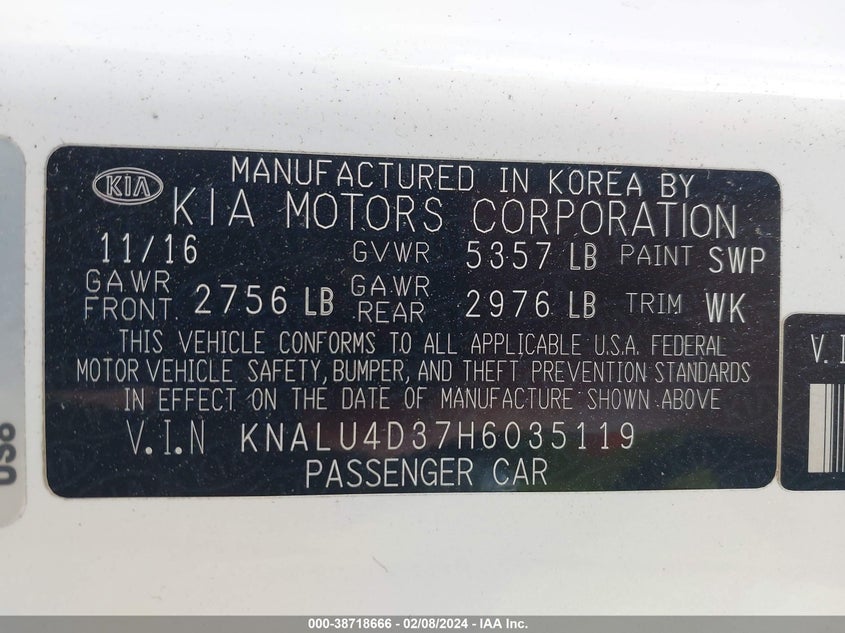 KIA
MANUFACTURED IN KOREA BY
KIA MOTORS CORPORATION
11/16 GVWR 5357 LB PAINT SWP
GAWR FRONT 2756 LB GAWR REAR 2976 LB TRIM WK
THIS VEHICLE CONFORMS TO ALL APPLICABLE U.S.A. FEDERAL
MOTOR VEHICLE SAFETY, BUMPER, AND THEFT PREVENTION STANDARDS
IN EFFECT ON THE DATE OF MANUFACTURE SHOWN ABOVE
V.I.N KNALU4D37H6035119
PASSENGER CAR
V.I
000-38718666 - 02/08/2024 - IAA Inc.